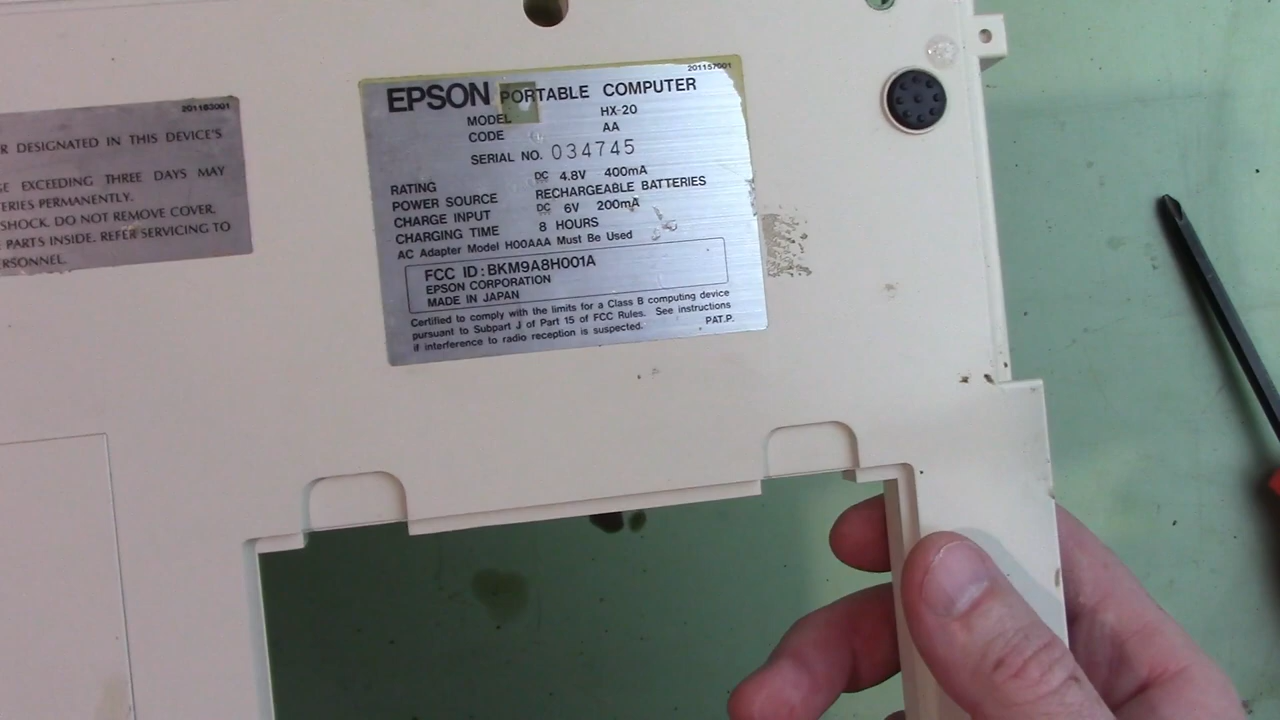 201163001
R DESIGNATED IN THIS DEVICE'S
GE EXCEEDING THREE DAYS MAY
TERIES PERMANENTLY.
SHOCK, DO NOT REMOVE COVER.
PARTS INSIDE. REFER SERVICING TO
ERSONNEL.
201157001
EPSON PORTABLE COMPUTER
MODEL HX-20
CODE AA
SERIAL NO. 034745
RATING DC 4.8V 400mA
POWER SOURCE RECHARGEABLE BATTERIES
CHARGE INPUT DC 6V 200mA
CHARGING TIME 8 HOURS
AC Adapter Model H00AAA Must Be Used
FCC ID: BKM9A8H001A
EPSON CORPORATION
MADE IN JAPAN
Certified to comply with the limits for a Class B computing device
pursuant to Subpart J of Part 15 of FCC Rules. See instructions
if interference to radio reception is suspected. PAT.P.